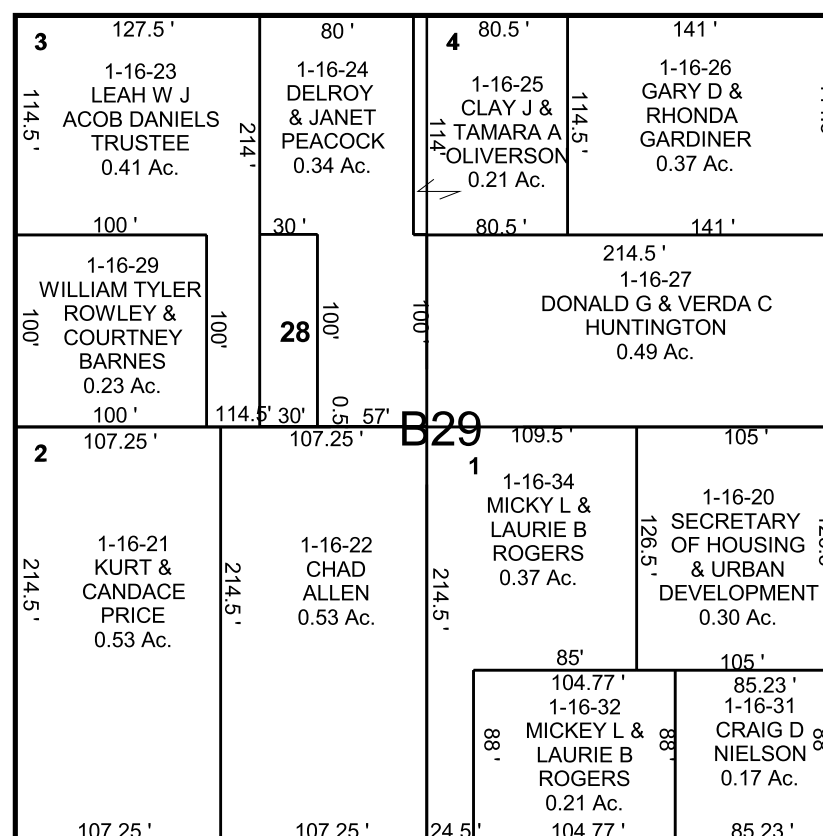 127.5 '
80 '
80.5 '
141 '
3
4
1-16-23
LEAH W J
ACOB DANIELS
TRUSTEE
0.41 Ac.
114.5 '
214 '
1-16-24
DELROY
& JANET
PEACOCK
0.34 Ac.
1-16-25
CLAY J &
TAMARA A
OLIVERSON
0.21 Ac.
114'
114.5 '
1-16-26
GARY D &
RHONDA
GARDINER
0.37 Ac.
100 '
30 '
80.5 '
141 '
1-16-29
WILLIAM TYLER
ROWLEY &
COURTNEY
BARNES
0.23 Ac.
100'
100'
28
100'
100'
214.5 '
1-16-27
DONALD G & VERDA C
HUNTINGTON
0.49 Ac.
100 '
114.5'
30'
0.5
57'
B29
107.25 '
107.25 '
109.5 '
105 '
2
1
1-16-21
KURT &
CANDACE
PRICE
0.53 Ac.
214.5 '
214.5 '
1-16-22
CHAD
ALLEN
0.53 Ac.
214.5 '
1-16-34
MICKY L &
LAURIE B
ROGERS
0.37 Ac.
126.5 '
1-16-20
SECRETARY
OF HOUSING
& URBAN
DEVELOPMENT
0.30 Ac.
85'
105 '
104.77 '
85.23 '
1-16-32
MICKEY L &
LAURIE B
ROGERS
0.21 Ac.
88 '
88 '
1-16-31
CRAIG D
NIELSON
0.17 Ac.
88
107.25 '
107.25 '
24.5'
104.77 '
85.23 '